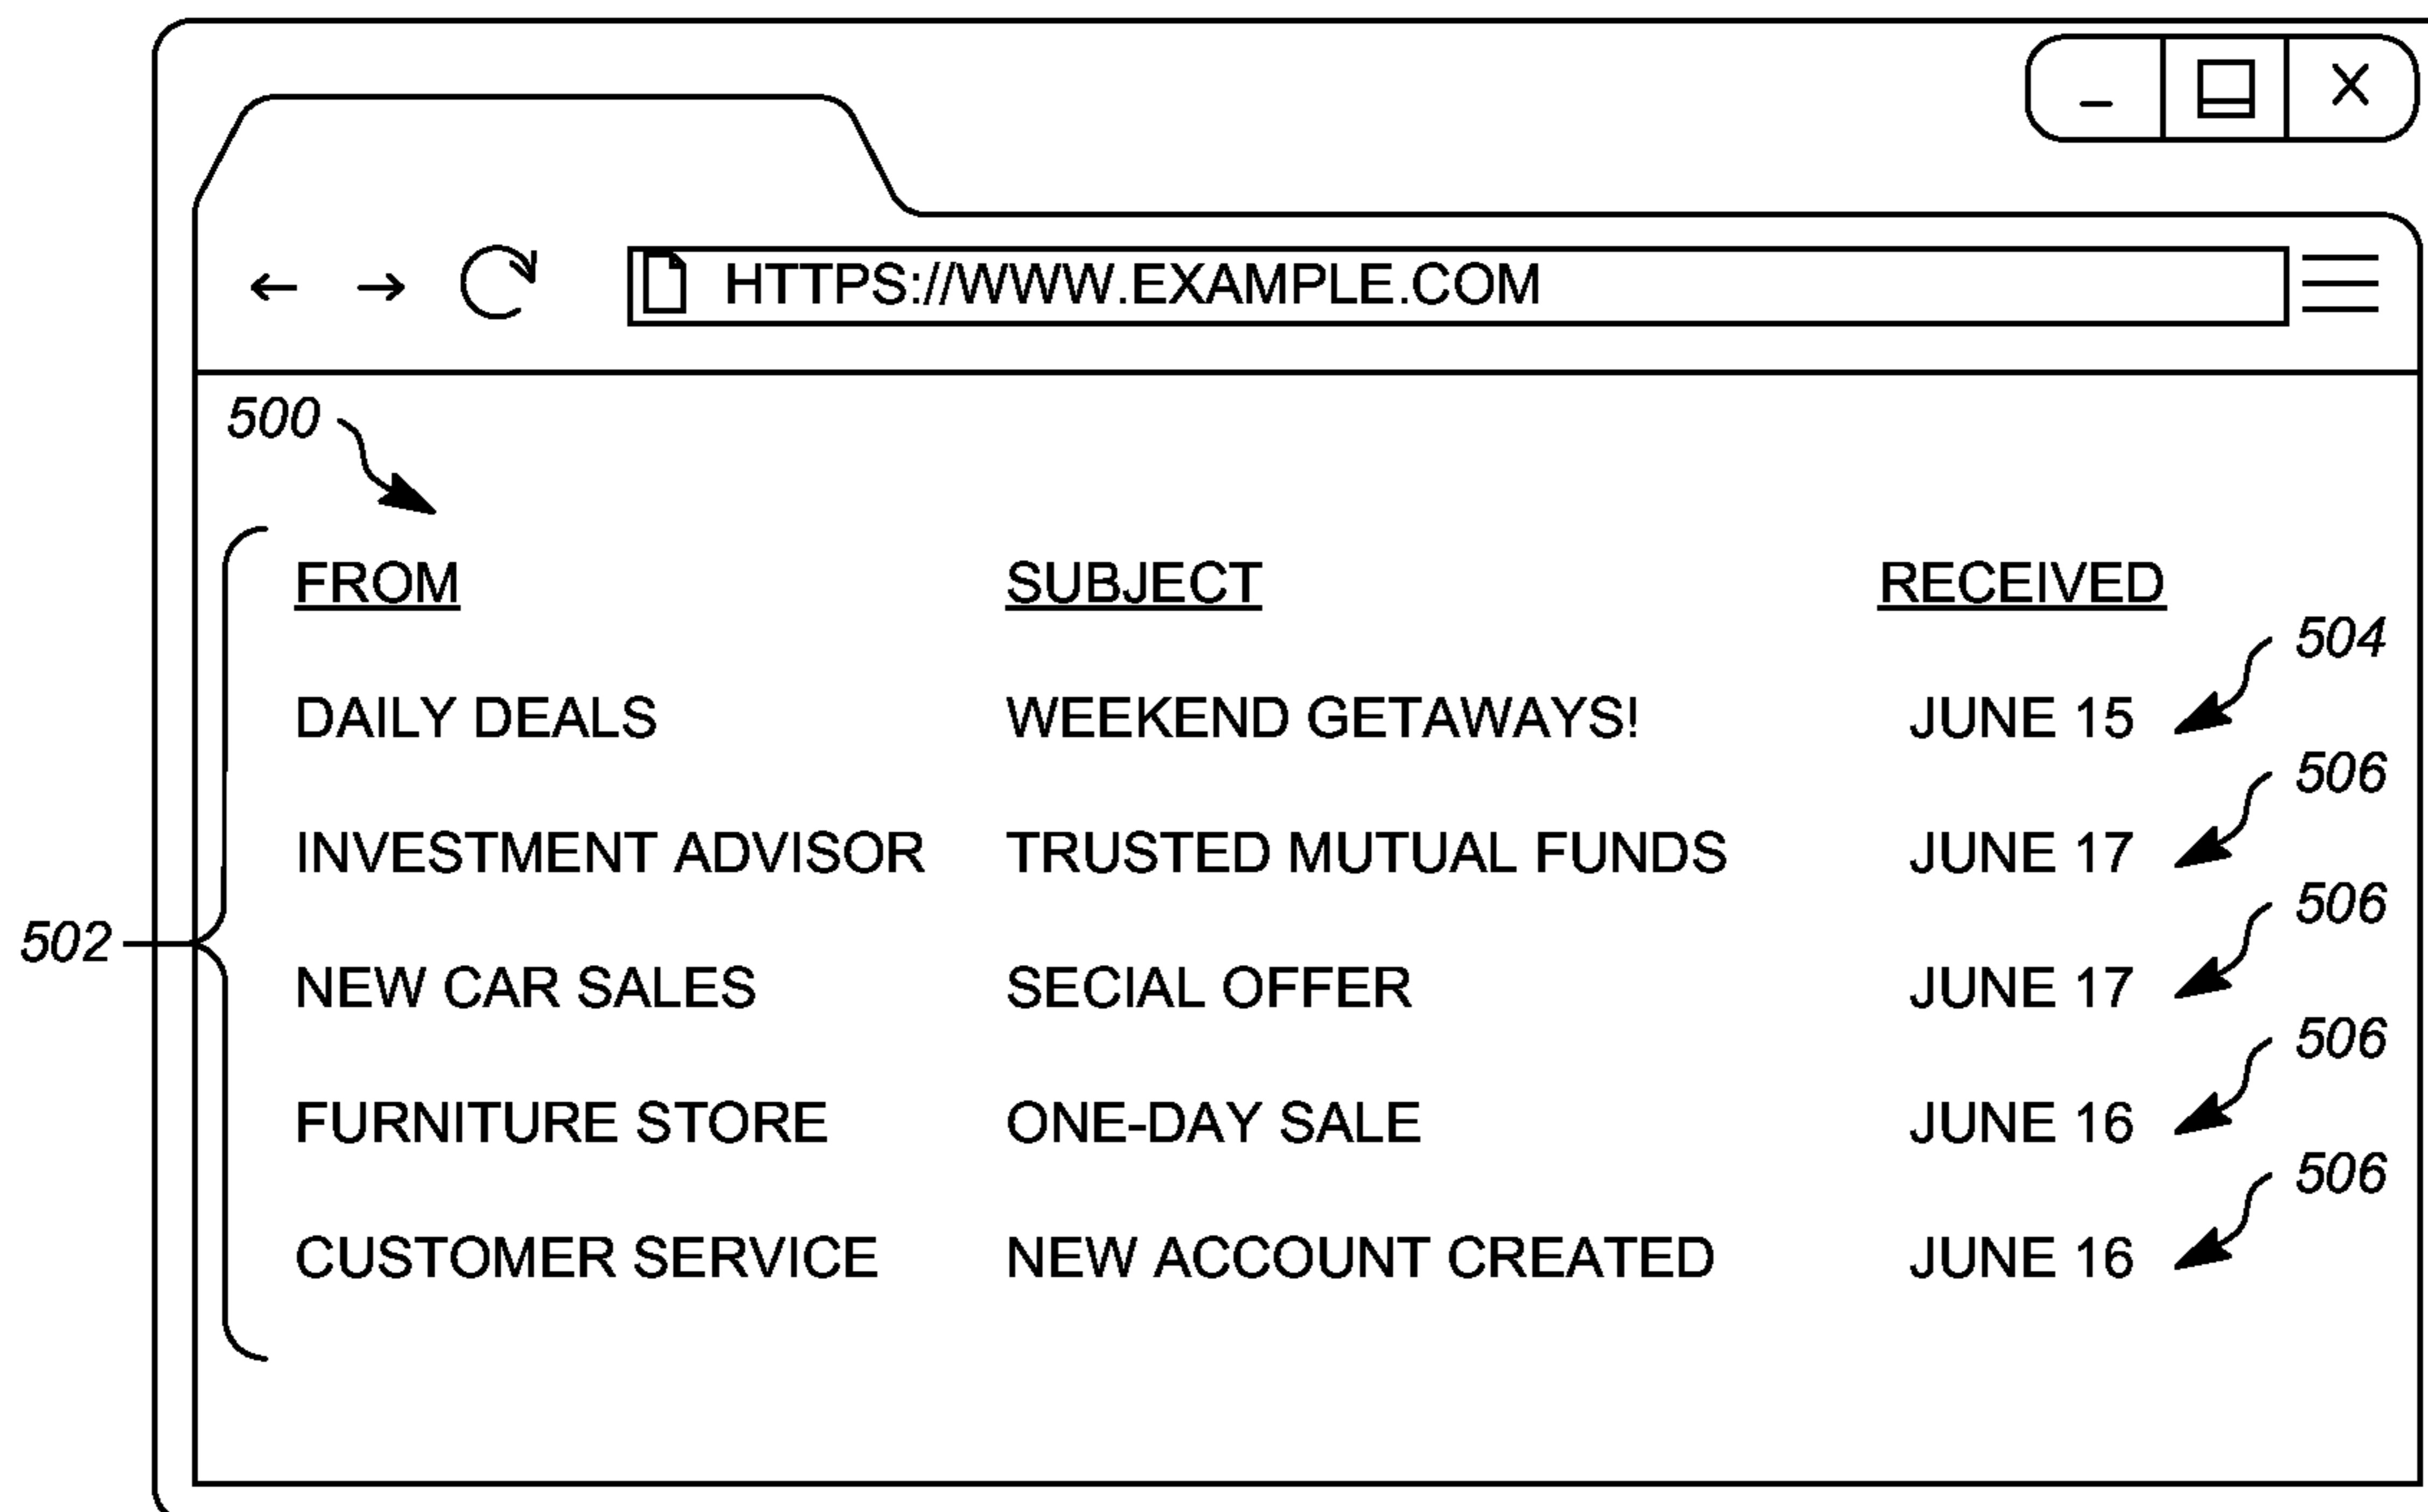 HTTPS://WWW.EXAMPLE.COM
500
FROM SUBJECT RECEIVED
504
DAILY DEALS WEEKEND GETAWAYS! JUNE 15
506
INVESTMENT ADVISOR TRUSTED MUTUAL FUNDS JUNE 17
506
502
NEW CAR SALES SECIAL OFFER JUNE 17
506
FURNITURE STORE ONE-DAY SALE JUNE 16
506
CUSTOMER SERVICE NEW ACCOUNT CREATED JUNE 16